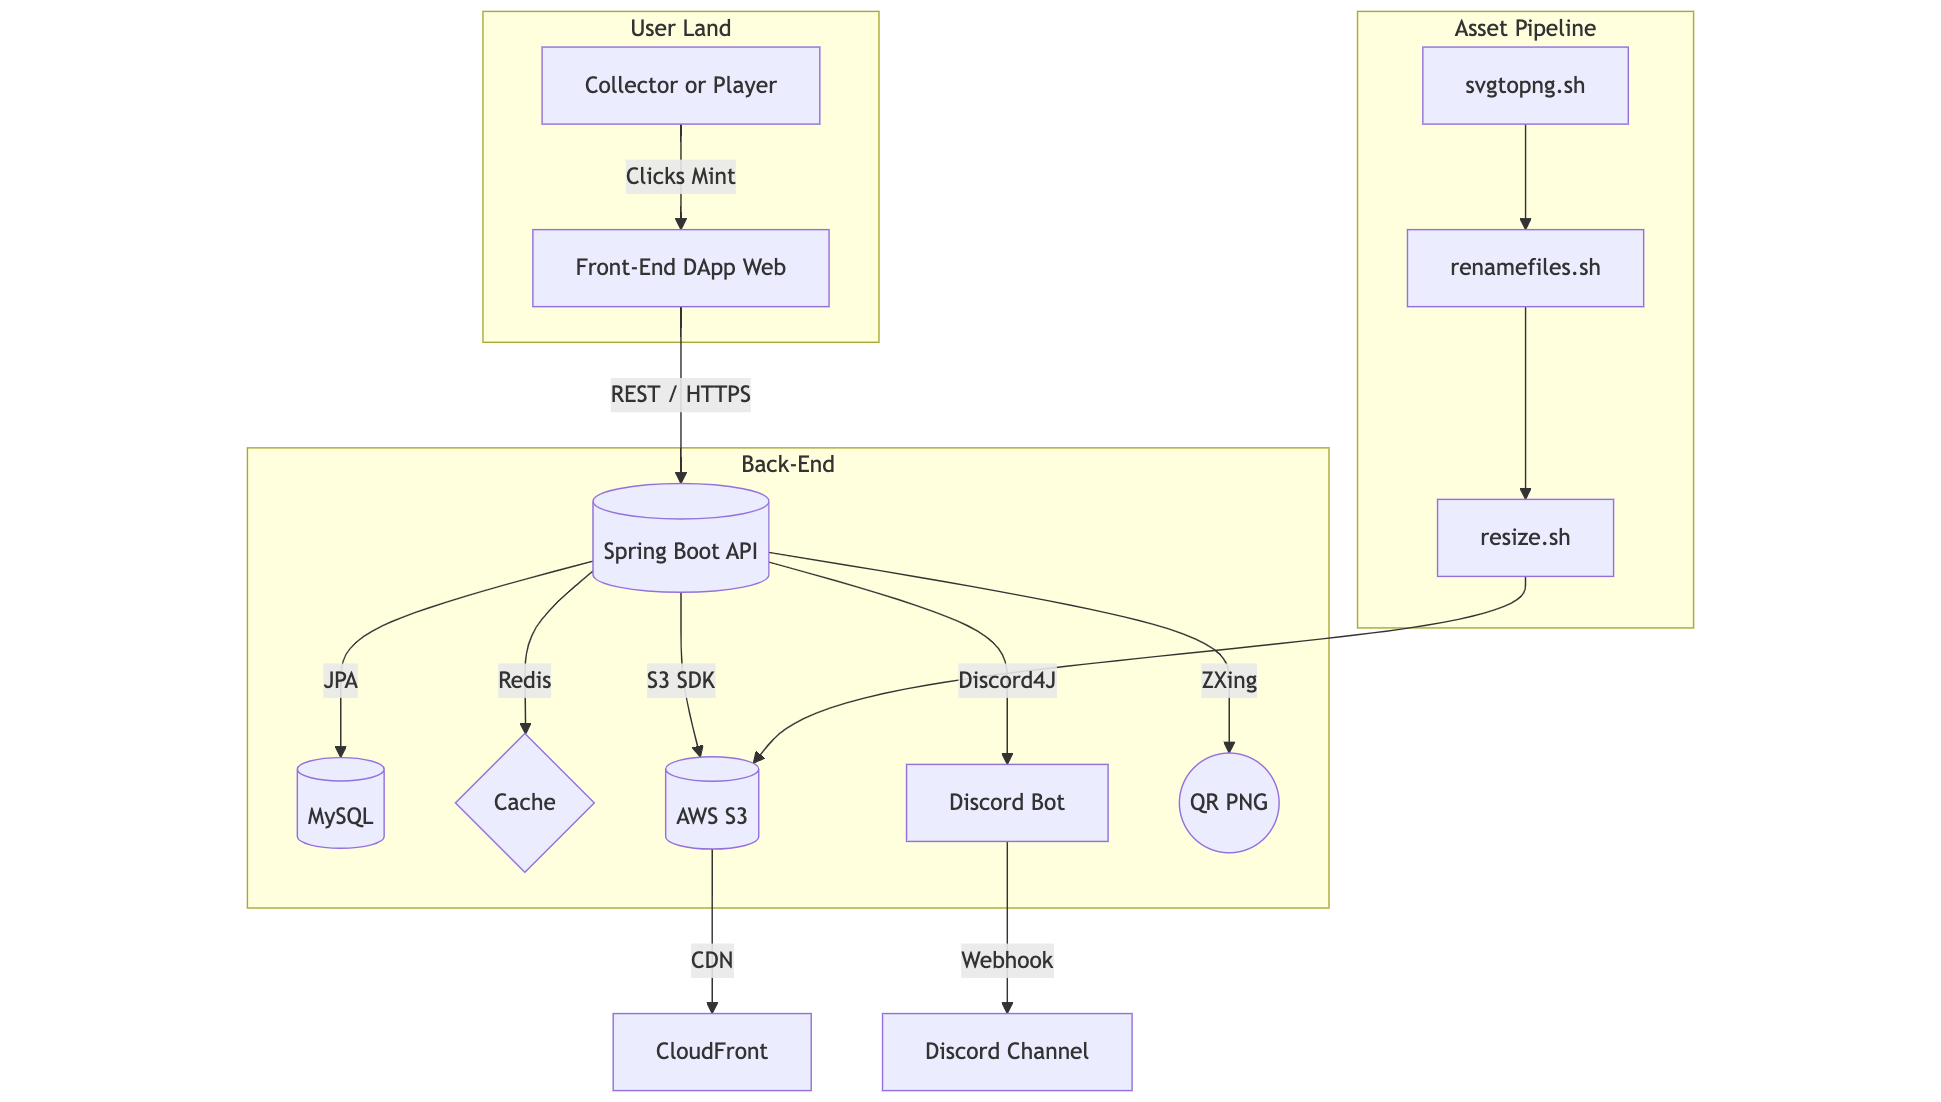 User Land
Asset Pipeline
Collector or Player
svgtopng.sh
Clicks Mint
Front-End DApp Web
renamefiles.sh
REST / HTTPS
Back-End
Spring Boot API
resize.sh
JPA
Redis
S3 SDK
Discord4J
ZXing
MySQL
Cache
AWS S3
Discord Bot
QR PNG
CDN
Webhook
CloudFront
Discord Channel